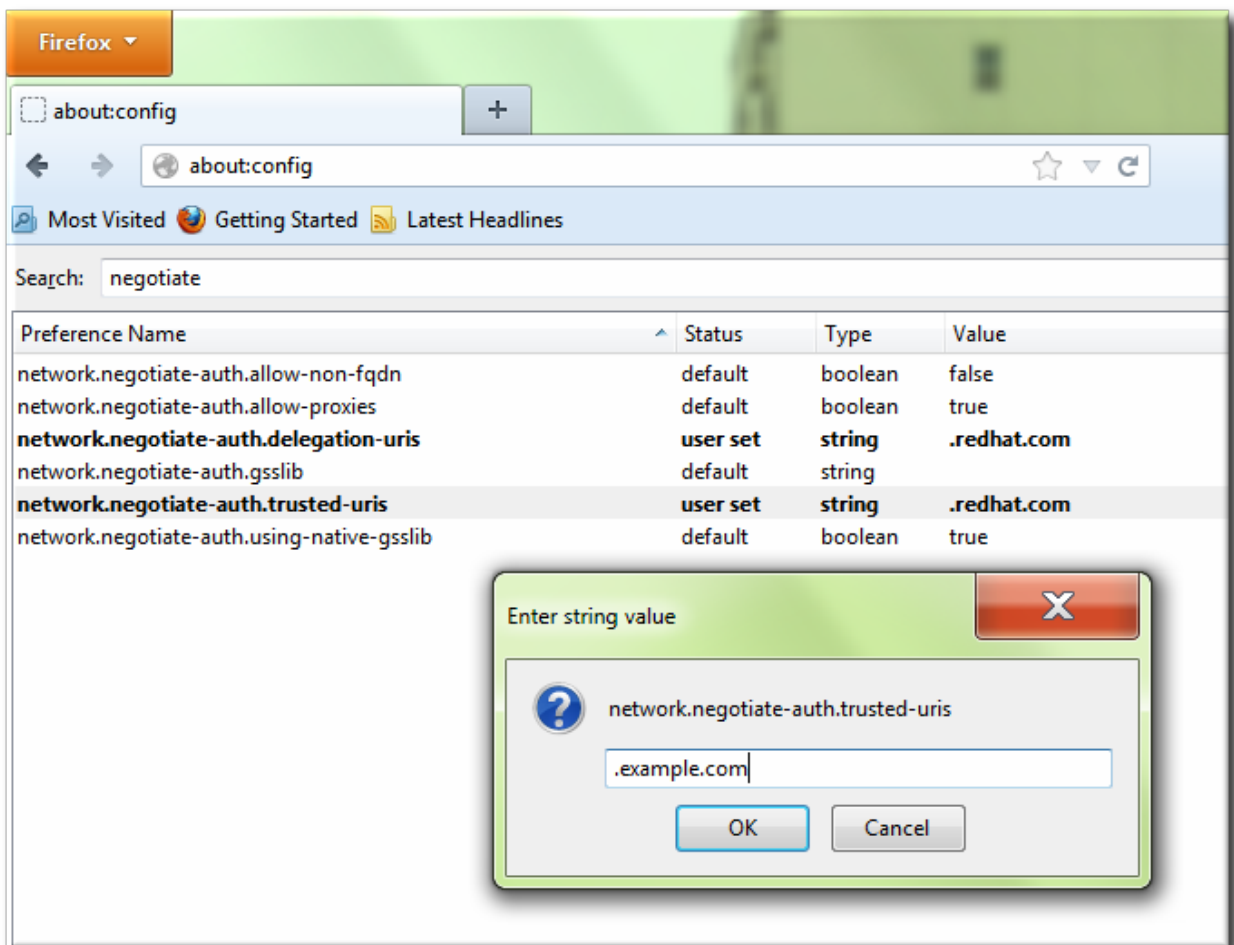 Firefox
about:config
about:config
Most Visited Getting Started Latest Headlines
Search: negotiate
Preference Name Status Type Value
network.negotiate-auth.allow-non-fqdn default boolean false
network.negotiate-auth.allow-proxies default boolean true
network.negotiate-auth.delegation-uris user set string .redhat.com
network.negotiate-auth.gsslib default string
network.negotiate-auth.trusted-uris user set string .redhat.com
network.negotiate-auth.using-native-gsslib default boolean true
Enter string value
network.negotiate-auth.trusted-uris
.example.com
OK Cancel